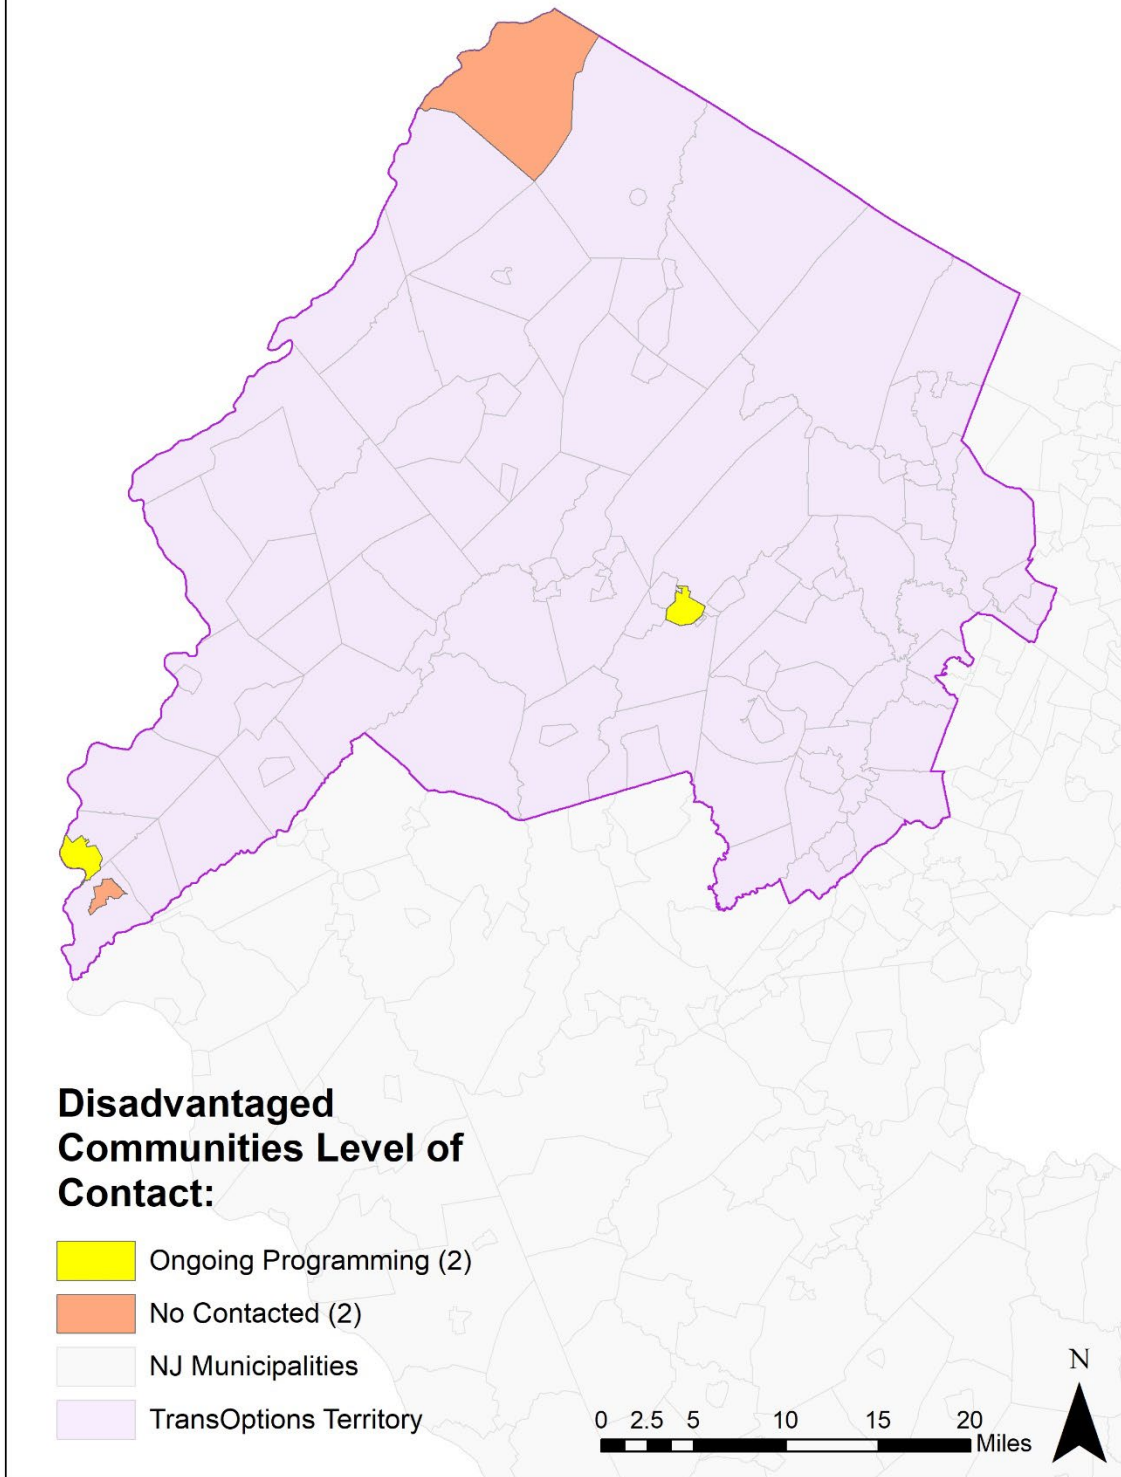 Disadvantaged
Communities Level of
Contact:
Ongoing Programming (2)
No Contacted (2)
NJ Municipalities
TransOptions Territory
0 2.5 5 10 15 20
Miles
N